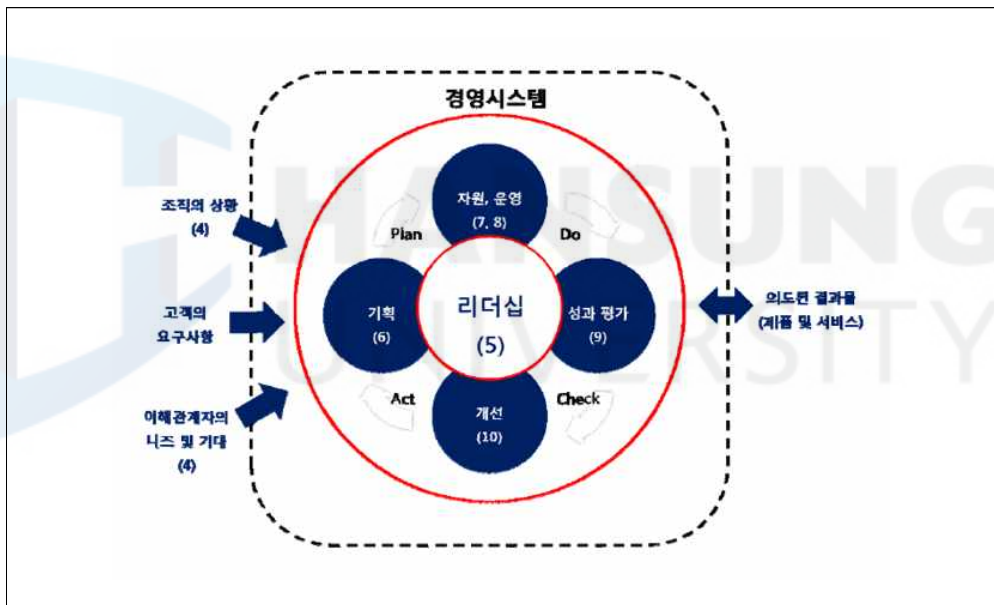 경영시스템
자원, 운영
(7, 8)
Plan
Do
조직의 상황
(4)
고객의
요구사항
기획
(6)
리더십
(5)
성과 평가
(9)
의도된 결과물
(제품 및 서비스)
Act
Check
개선
(10)
이해관계자의
니즈 및 기대
(4)
HANSUNG
UNIVERSITY